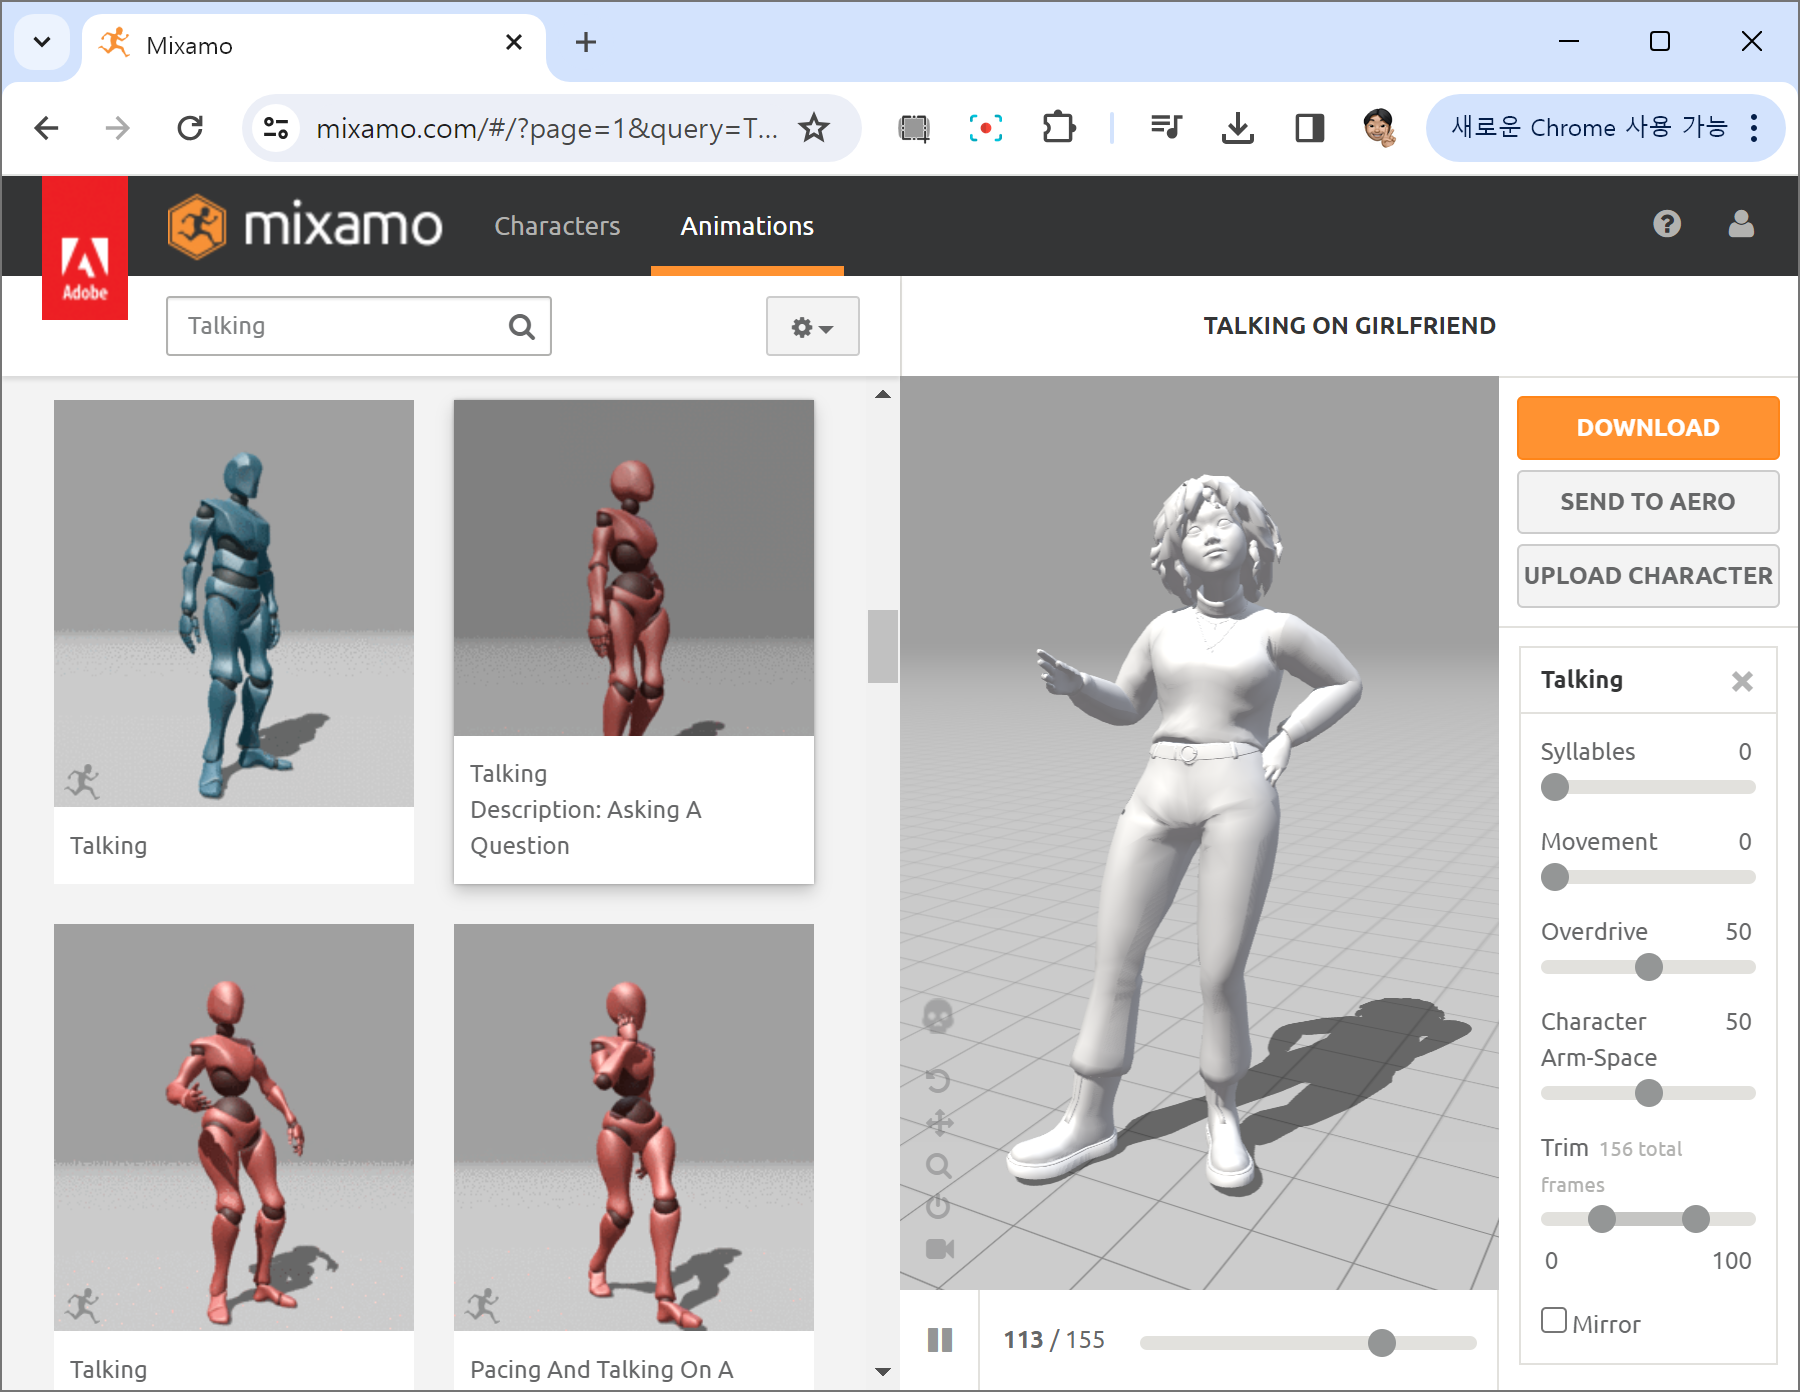 Mixamo
mixamo.com/#/?page=1&query=T...
새로운 Chrome 사용 가능
Adobe
mixamo
Characters
Animations
Talking
TALKING ON GIRLFRIEND
Talking
Talking
Description: Asking A
Question
Talking
Pacing And Talking On A
113 / 155
DOWNLOAD
SEND TO AERO
UPLOAD CHARACTER
Talking
Syllables 0
Movement 0
Overdrive 50
Character 50
Arm-Space
Trim 156 total
frames
0 100
Mirror